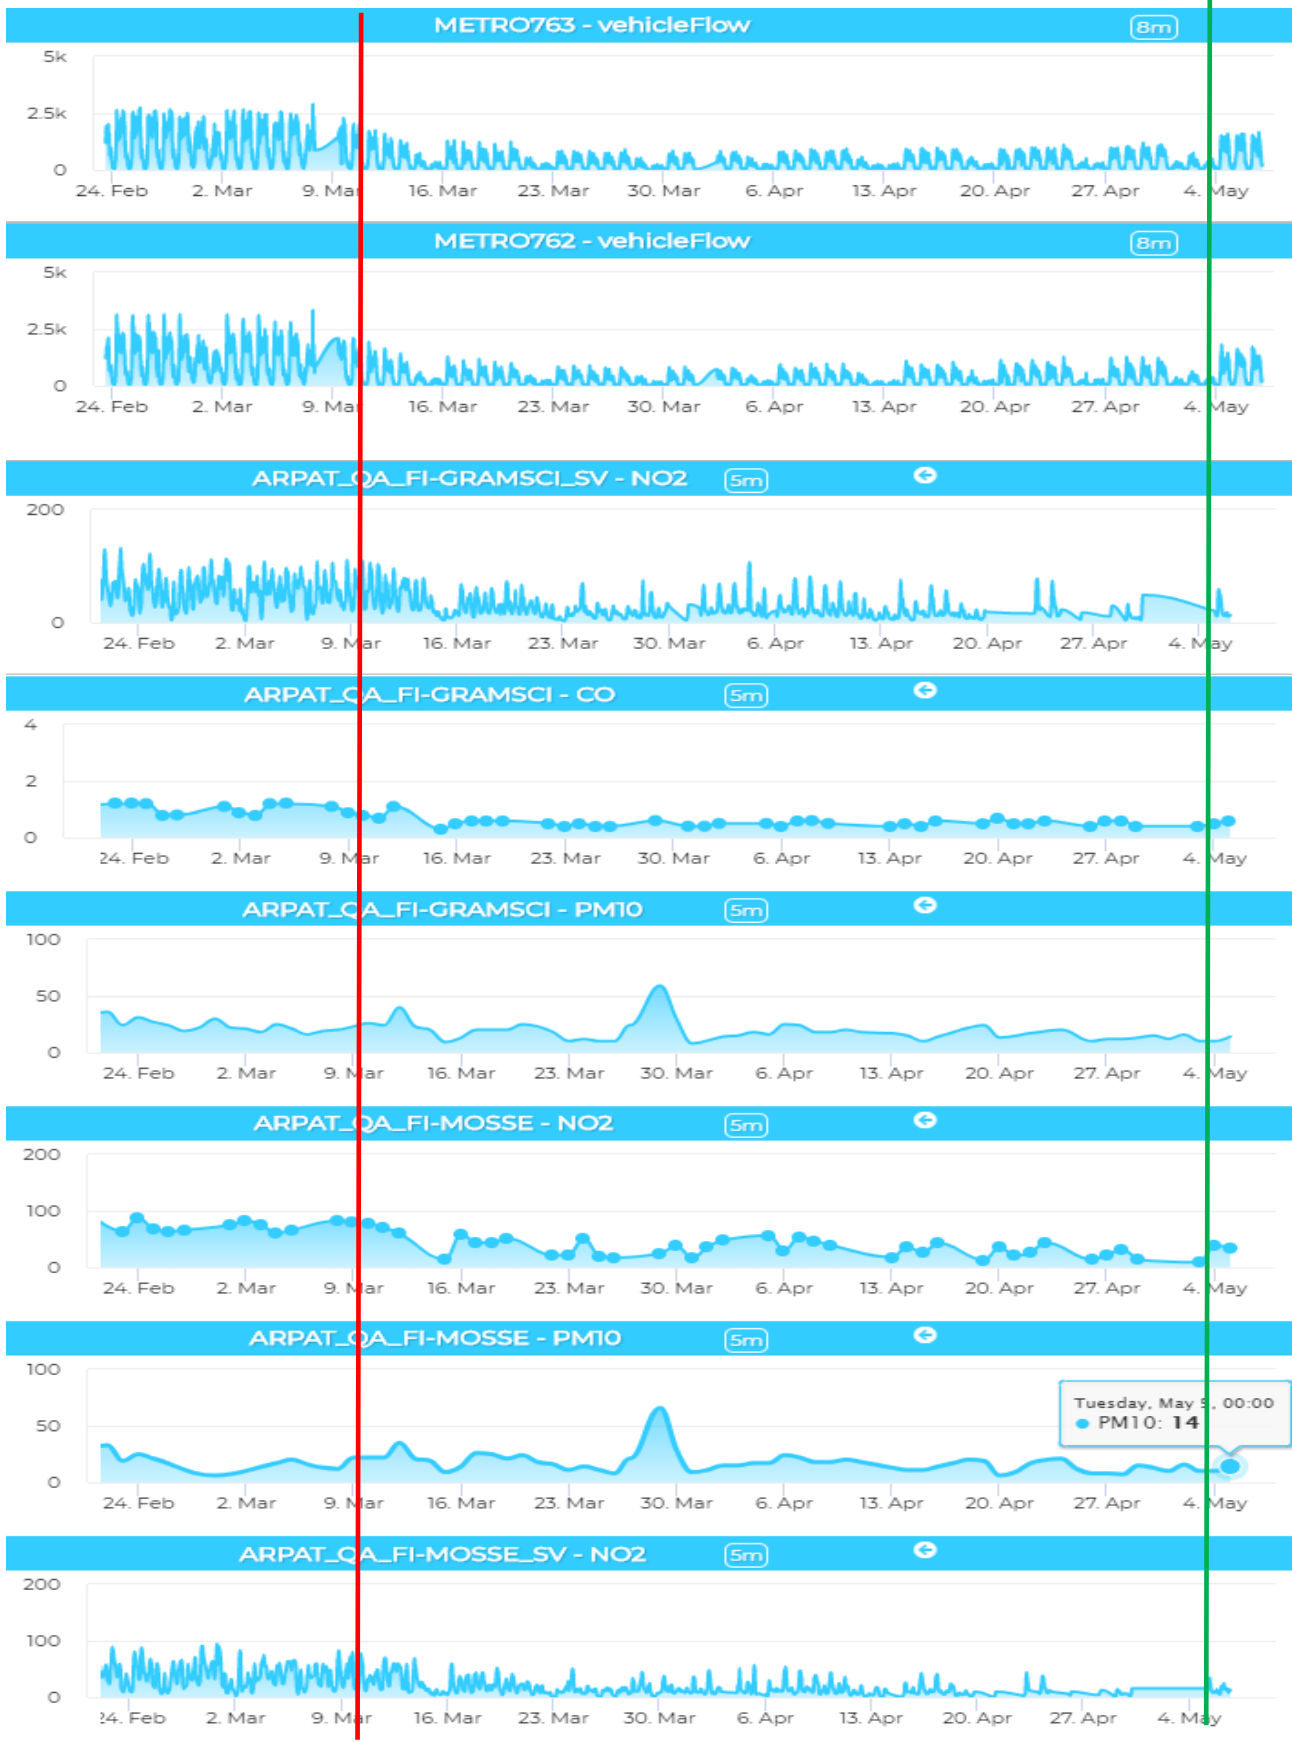 METRO763 - vehicleFlow 8m
5k
2.5k
0
24. Feb 2. Mar 9. Mar 16. Mar 23. Mar 30. Mar 6. Apr 13. Apr 20. Apr 27. Apr 4. May
METRO762 - vehicleFlow 8m
5k
2.5k
0
24. Feb 2. Mar 9. Mar 16. Mar 23. Mar 30. Mar 6. Apr 13. Apr 20. Apr 27. Apr 4. May
ARPAT_QA_FI-GRAMSCI_SV - NO2 5m
200
100
0
24. Feb 2. Mar 9. Mar 16. Mar 23. Mar 30. Mar 6. Apr 13. Apr 20. Apr 27. Apr 4. May
ARPAT_QA_FI-GRAMSCI - CO 5m
4
2
0
24. Feb 2. Mar 9. Mar 16. Mar 23. Mar 30. Mar 6. Apr 13. Apr 20. Apr 27. Apr 4. May
ARPAT_QA_FI-GRAMSCI - PM10 5m
100
50
0
24. Feb 2. Mar 9. Mar 16. Mar 23. Mar 30. Mar 6. Apr 13. Apr 20. Apr 27. Apr 4. May
ARPAT_QA_FI-MOSSE - NO2 5m
200
100
0
24. Feb 2. Mar 9. Mar 16. Mar 23. Mar 30. Mar 6. Apr 13. Apr 20. Apr 27. Apr 4. May
ARPAT_QA_FI-MOSSE - PM10 5m
100
Tuesday, May 5, 00:00
PM10: 14
50
0
24. Feb 2. Mar 9. Mar 16. Mar 23. Mar 30. Mar 6. Apr 13. Apr 20. Apr 27. Apr 4. May
ARPAT_QA_FI-MOSSE_SV - NO2 5m
200
100
0
24. Feb 2. Mar 9. Mar 16. Mar 23. Mar 30. Mar 6. Apr 13. Apr 20. Apr 27. Apr 4. May